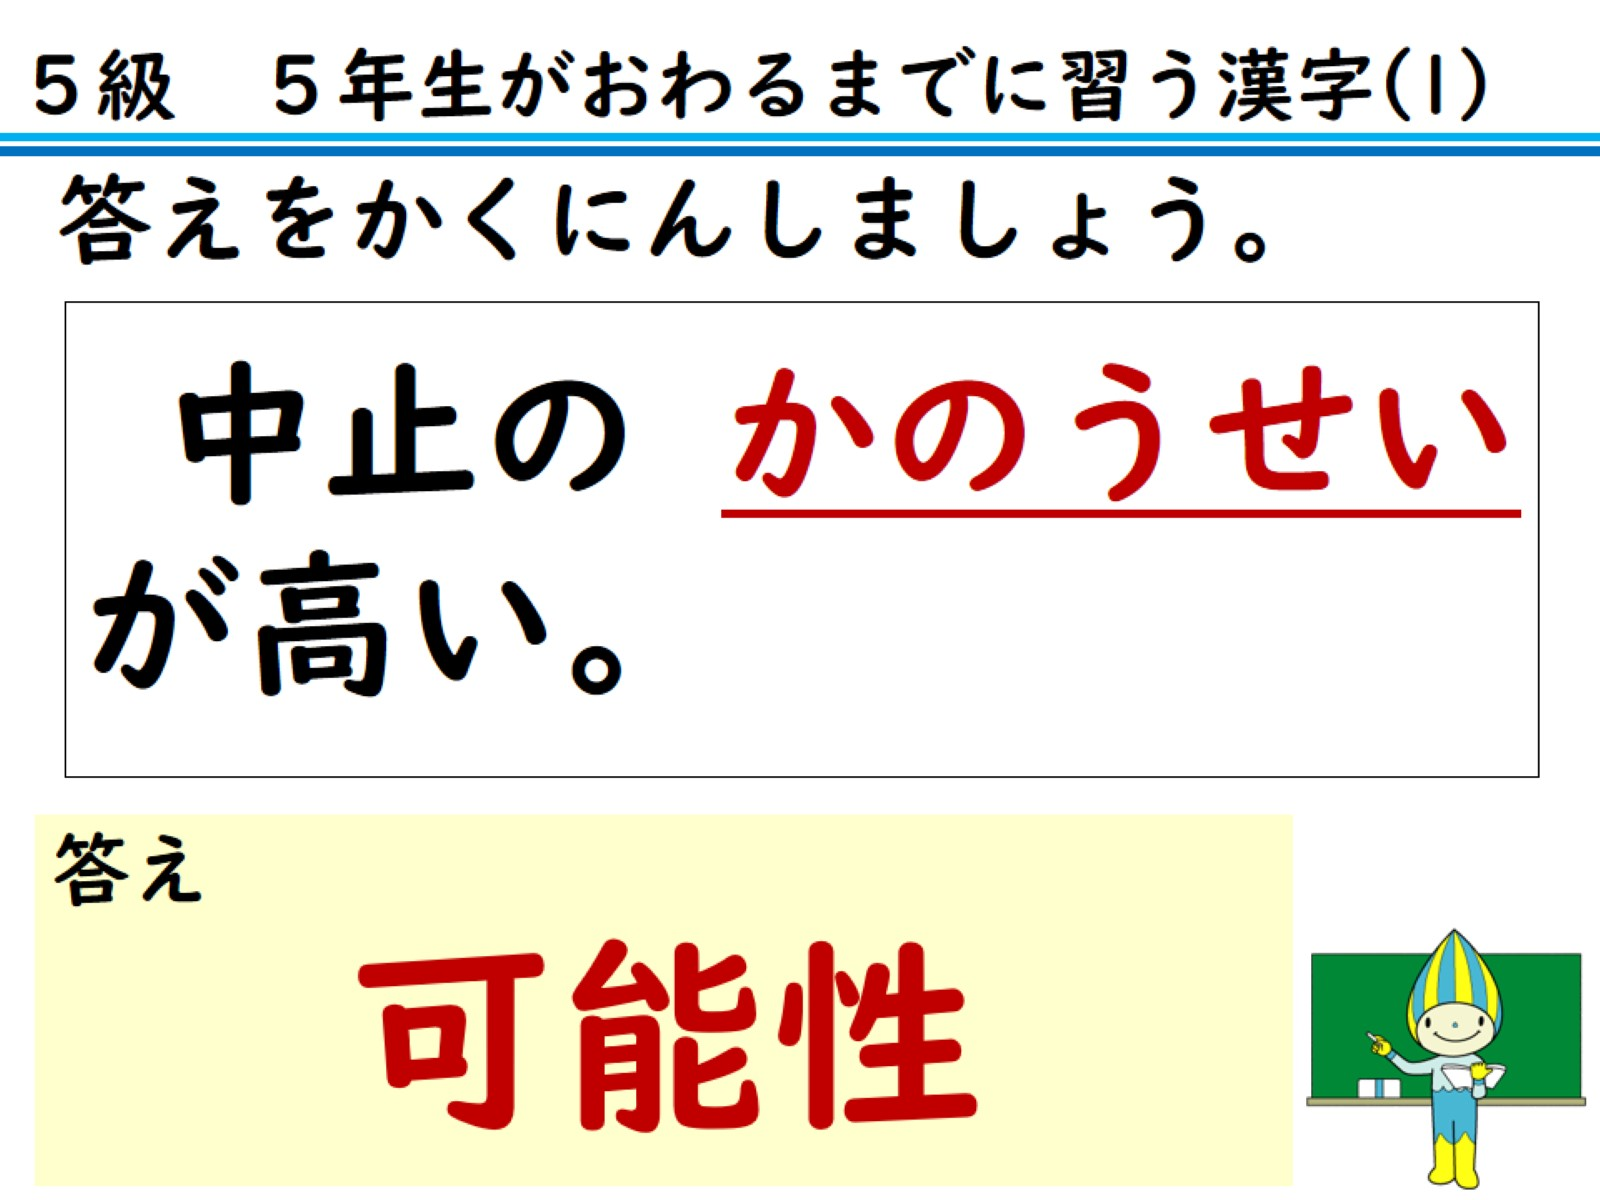 ５級　５年生がおわるまでに習う漢字(1)
答えをかくにんしましょう。
中止の かのうせい
が高い。
答え
可能性